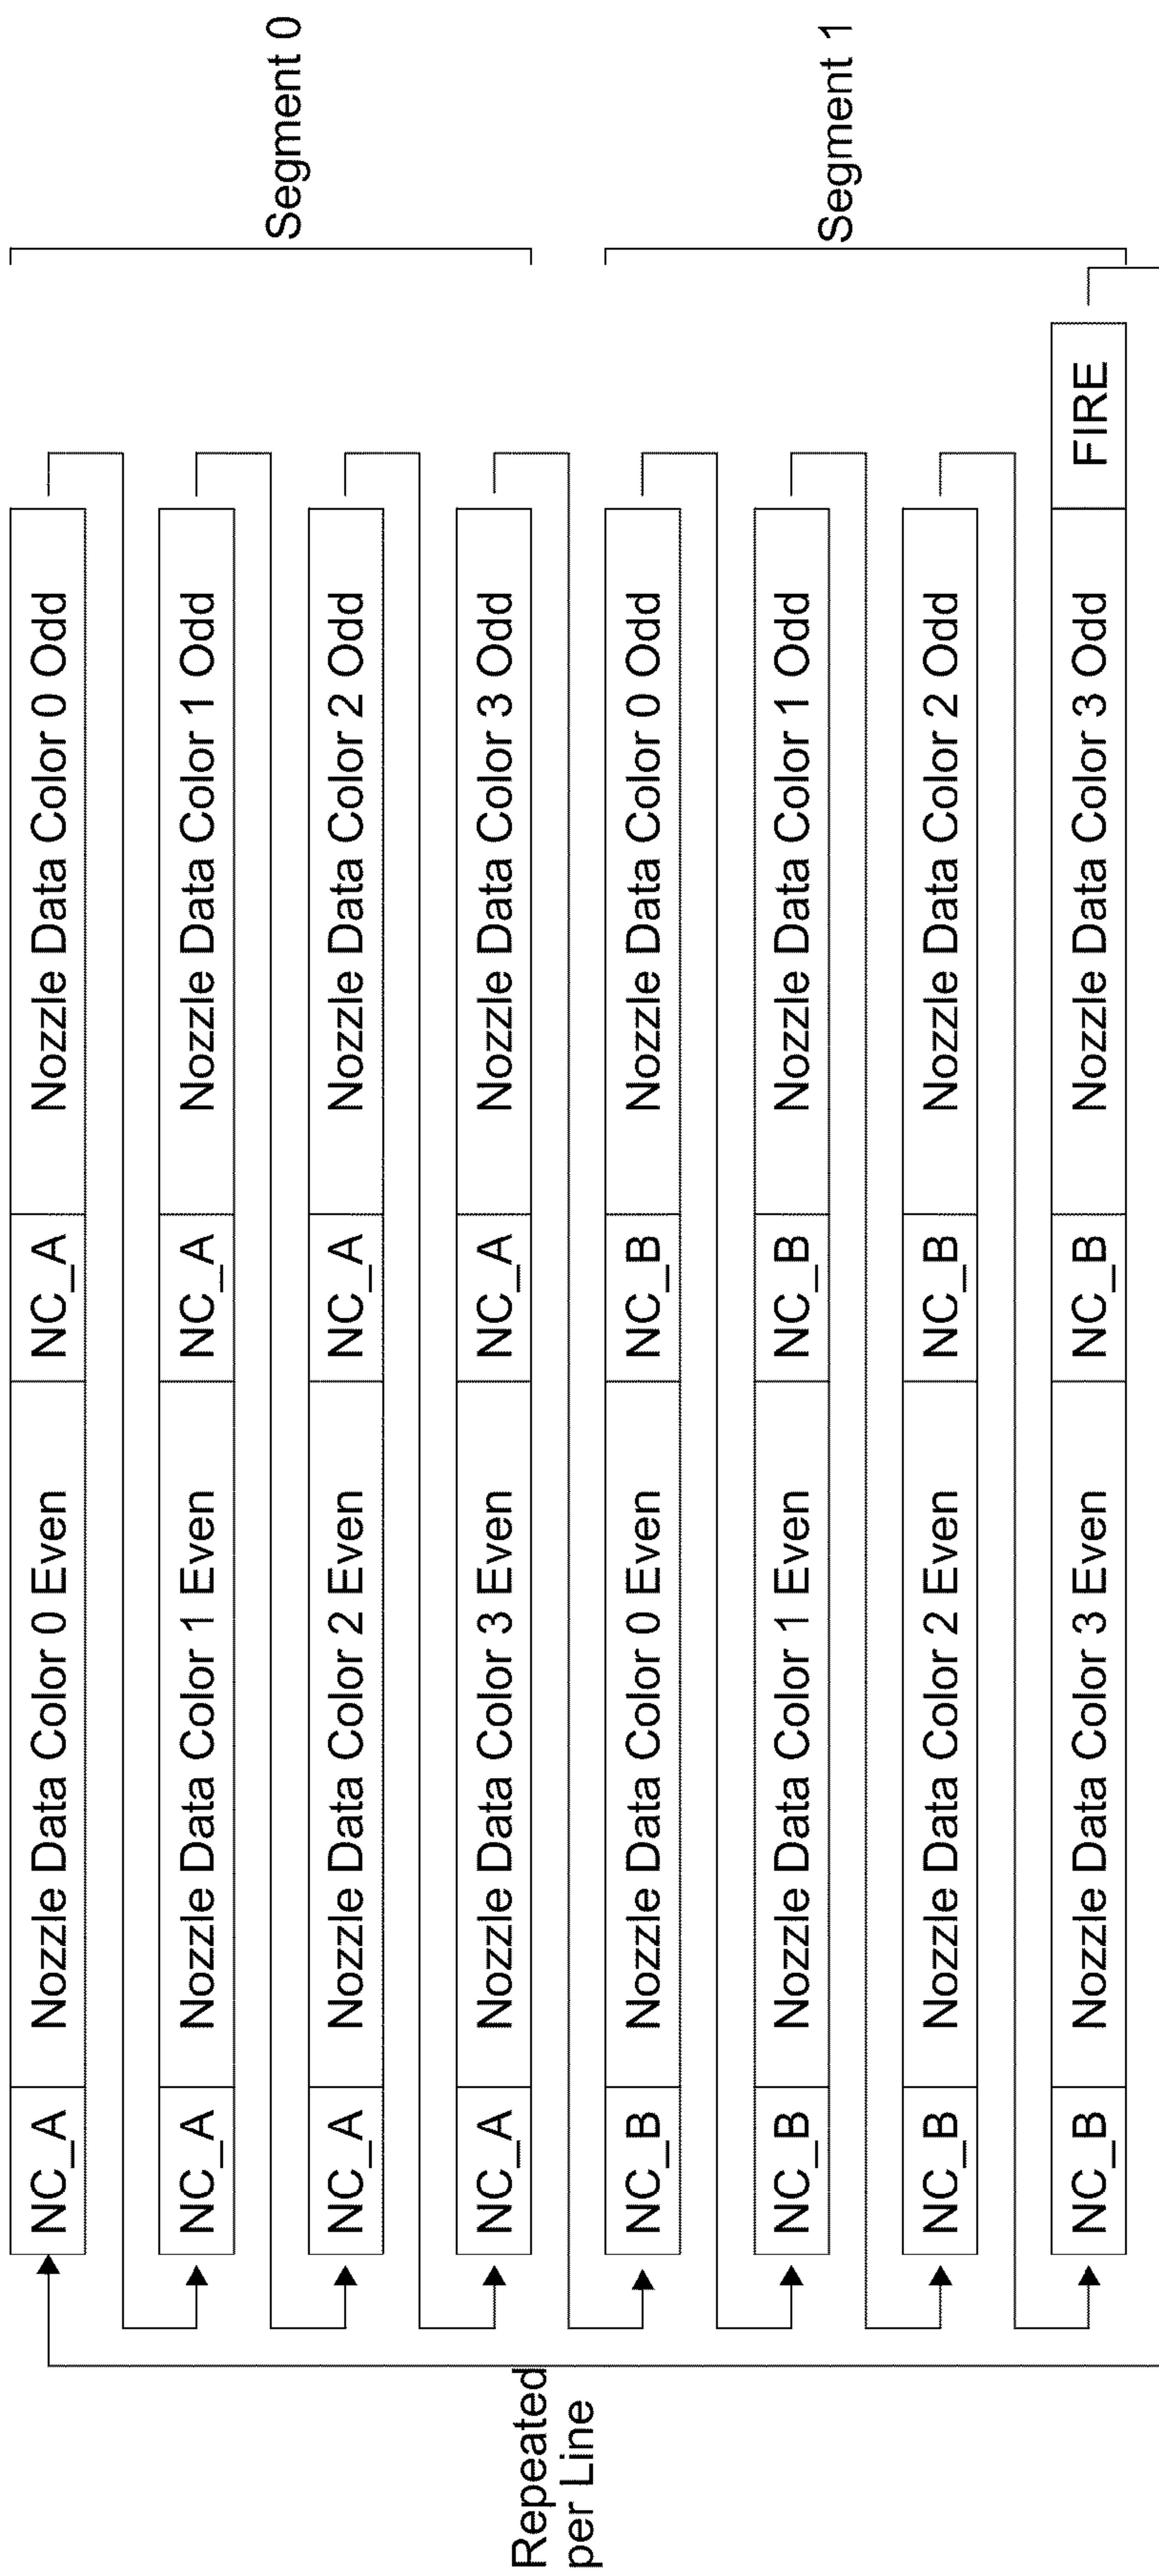 NC_A Nozzle Data Color 0 Even NC_A Nozzle Data Color 0 Odd
NC_A Nozzle Data Color 1 Even NC_A Nozzle Data Color 1 Odd
NC_A Nozzle Data Color 2 Even NC_A Nozzle Data Color 2 Odd
NC_A Nozzle Data Color 3 Even NC_A Nozzle Data Color 3 Odd
Segment 0
Repeated
per Line
NC_B Nozzle Data Color 0 Even NC_B Nozzle Data Color 0 Odd
NC_B Nozzle Data Color 1 Even NC_B Nozzle Data Color 1 Odd
NC_B Nozzle Data Color 2 Even NC_B Nozzle Data Color 2 Odd
NC_B Nozzle Data Color 3 Even NC_B Nozzle Data Color 3 Odd FIRE
Segment 1